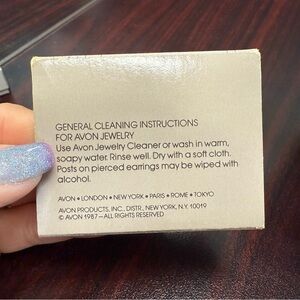 GENERAL CLEANING INSTRUCTIONS
FOR AVON JEWELRY
Use Avon Jewelry Cleaner or wash in warm,
soapy water. Rinse well. Dry with a soft cloth.
Posts on pierced earrings may be wiped with
alcohol.
AVON • LONDON • NEW YORK • PARIS • ROME • TOKYO
AVON PRODUCTS, INC., DISTR., NEW YORK, N.Y. 10019
© AVON 1987—ALL RIGHTS RESERVED